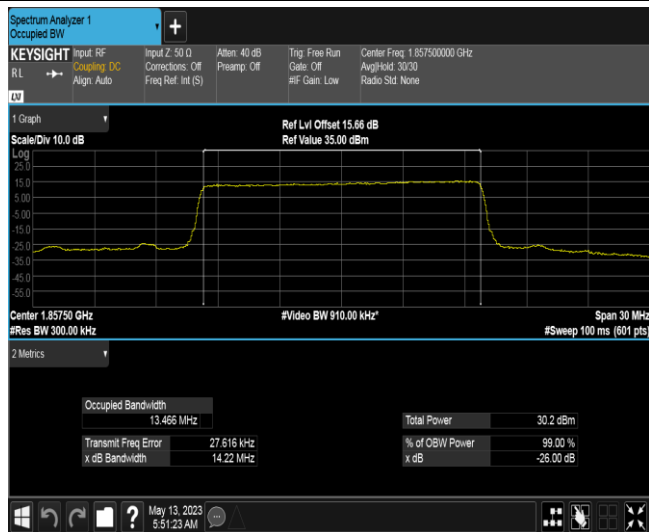 Spectrum Analyzer 1
Occupied BW
+
KEYSIGHT Input: RF Input Z: 50 Ω Atten: 40 dB Trig: Free Run Center Freq: 1.857500000 GHz
RL Coupling: DC Corrections: Off Preamp: Off Gate: Off Avg|Hold: 30/30
Align: Auto Freq Ref: Int (S) #IF Gain: Low Radio Std: None
LXI
1 Graph
Ref Lvl Offset 15.66 dB
Scale/Div 10.0 dB Ref Value 35.00 dBm
Log
25.0
15.0
5.00
-5.00
-15.0
-25.0
-35.0
-45.0
-55.0
Center 1.85750 GHz #Video BW 910.00 kHz* Span 30 MHz
#Res BW 300.00 kHz #Sweep 100 ms (601 pts)
2 Metrics
Occupied Bandwidth
13.466 MHz Total Power 30.2 dBm
Transmit Freq Error 27.616 kHz % of OBW Power 99.00 %
x dB Bandwidth 14.22 MHz x dB -26.00 dB
? May 13, 2023
5:51:23 AM